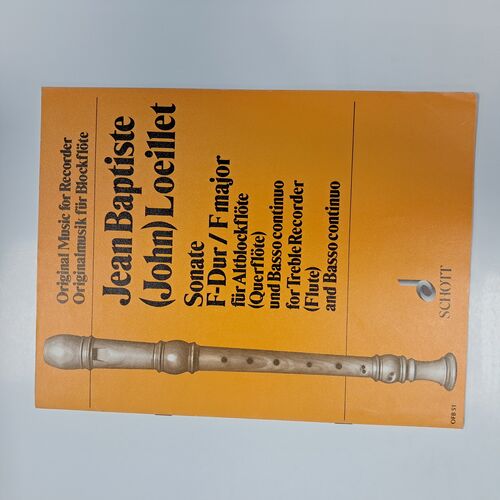 Original Music for Recorder
Originalmusik für Blockflöte
Jean Baptiste
(John) Loeillet
Sonate
F-Dur / F major
für Altblockflöte
(Querflöte)
und Basso continuo
for Treble Recorder
(Flute)
and Basso continuo
SCHOTT
OFB 51